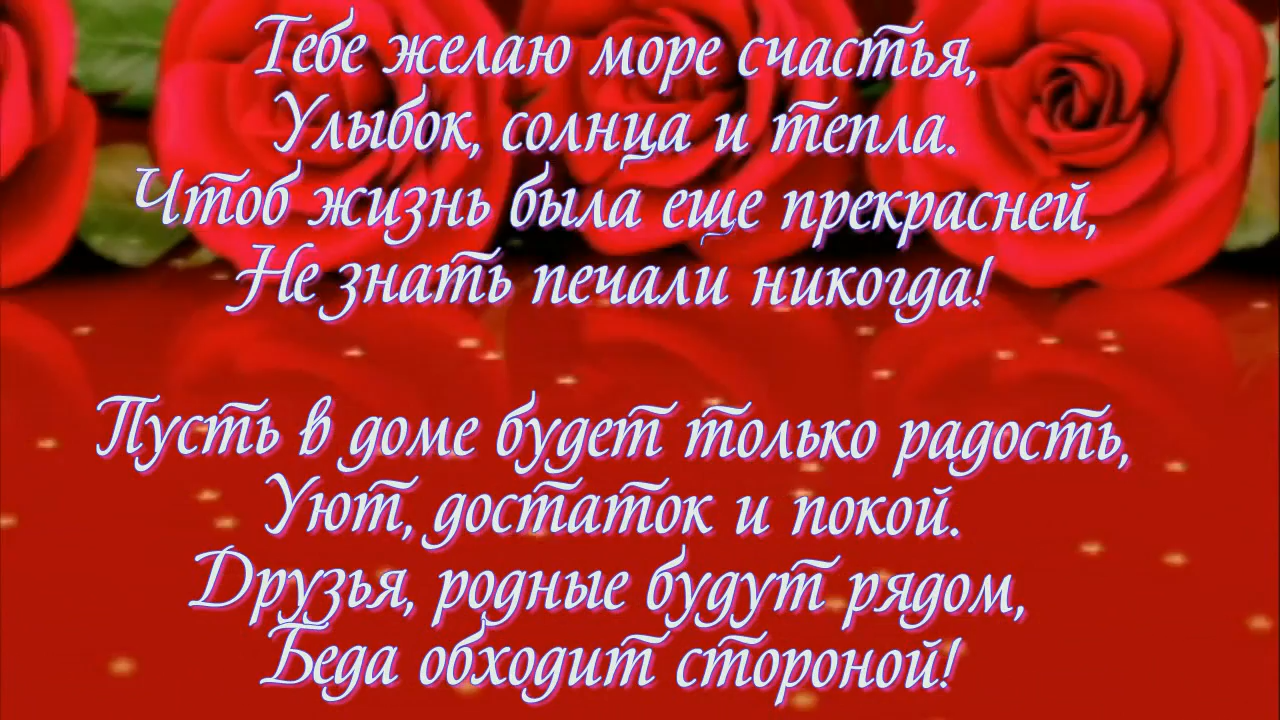 Тебе желаю море счастья,
Улыбок, солнца и тепла.
Чтоб жизнь была еще прекрасней,
Не знать печали никогда!
Пусть в доме будет только радость,
Уют, достаток и покой.
Друзья, родные будут рядом,
Беда обходит стороной!